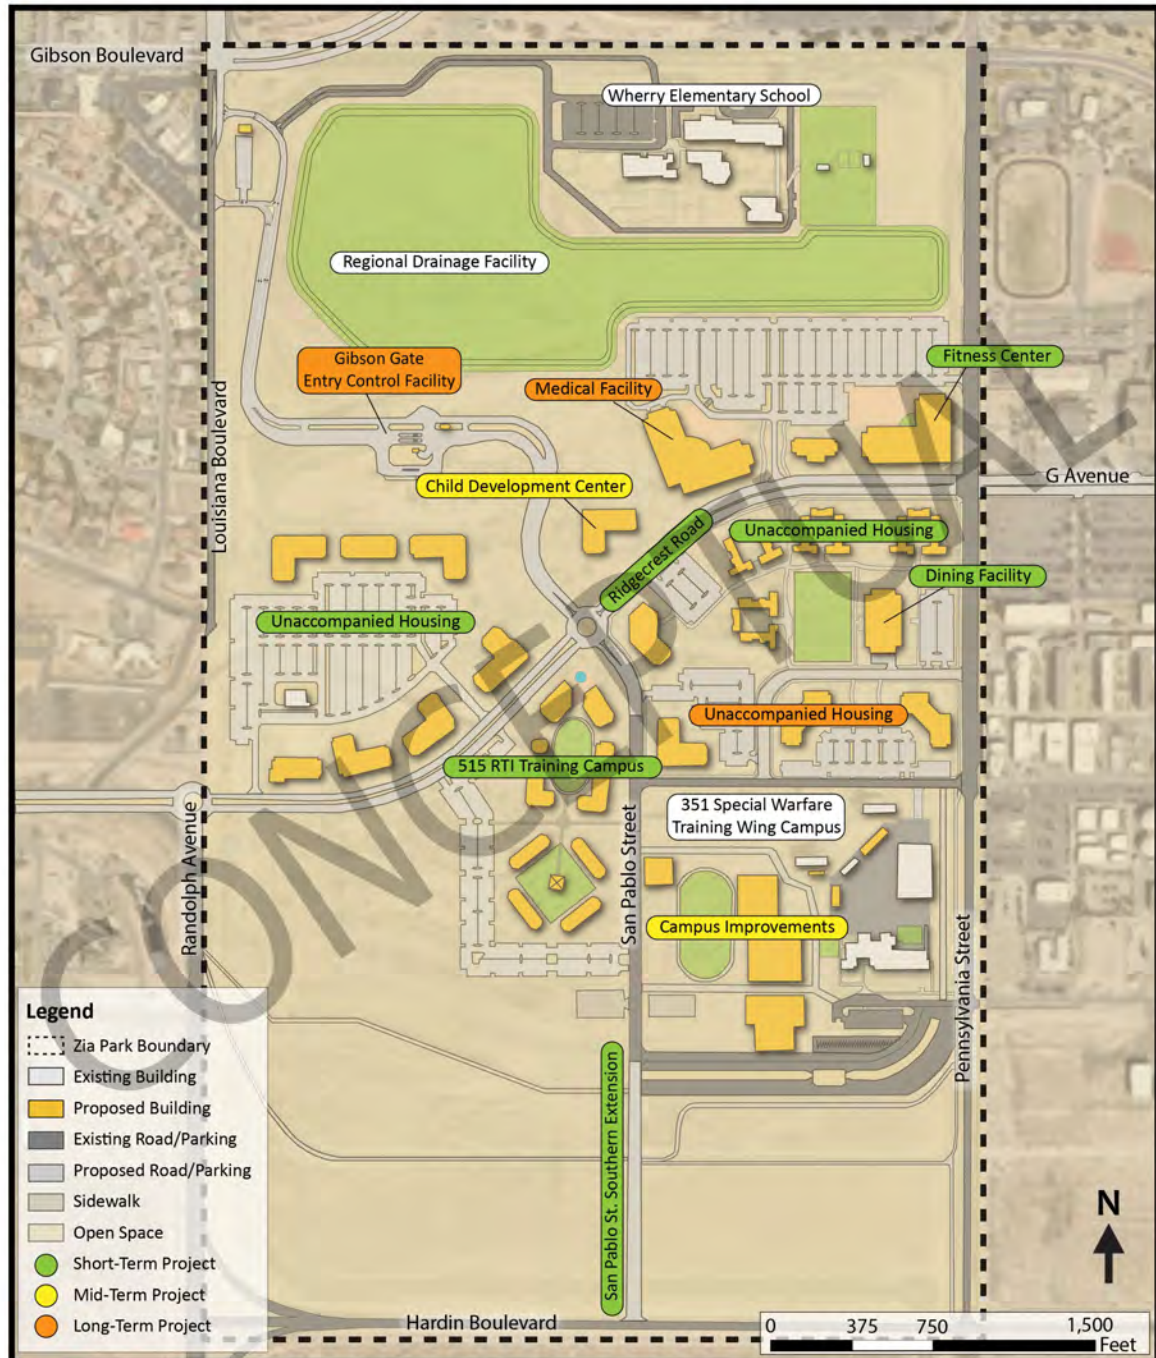 Gibson Boulevard
Wherry Elementary School
Regional Drainage Facility
Gibson Gate
Entry Control Facility
Medical Facility
Fitness Center
Louisiana Boulevard
G Avenue
Child Development Center
Ridgecrest Road
Unaccompanied Housing
Dining Facility
Unaccompanied Housing
Unaccompanied Housing
515 RTI Training Campus
351 Special Warfare
Training Wing Campus
Randolph Avenue
San Pablo Street
Campus Improvements
Pennsylvania Street
San Pablo St. Southern Extension
CONCEPTUAL
Legend
Zia Park Boundary
Existing Building
Proposed Building
Existing Road/Parking
Proposed Road/Parking
Sidewalk
Open Space
Short-Term Project
Mid-Term Project
Long-Term Project
Hardin Boulevard
N
0 375 750 1,500
Feet